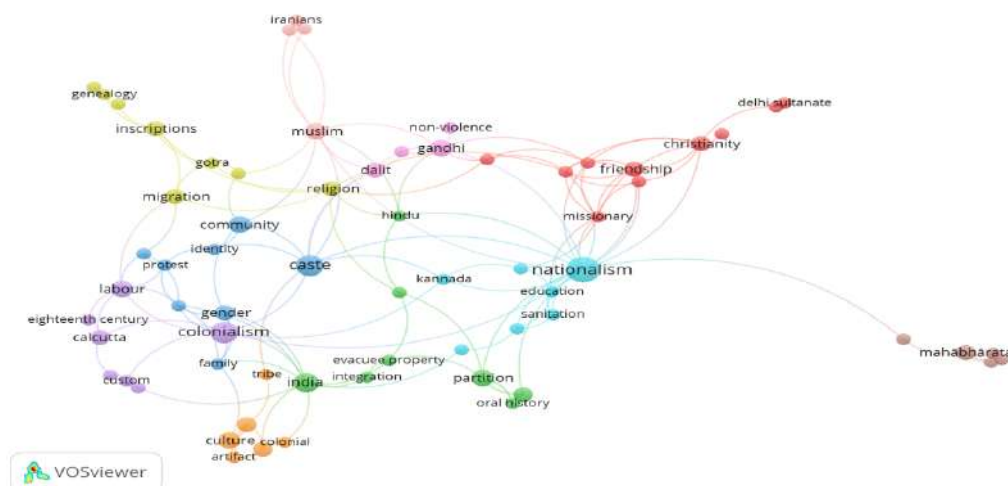 iranians
genealogy
delhi sultanate
inscriptions
muslim
non-violence
gandhi
christianity
gotra
dalit
friendship
migration
religion
community
hindu
missionary
identity
protest
caste
kannada
nationalism
labour
education
eighteenth century
gender
sanitation
calcutta
colonialism
family
evacuee property
mahabharata
custom
tribe
india
integration
partition
oral history
culture
colonial
artifact
VOSviewer